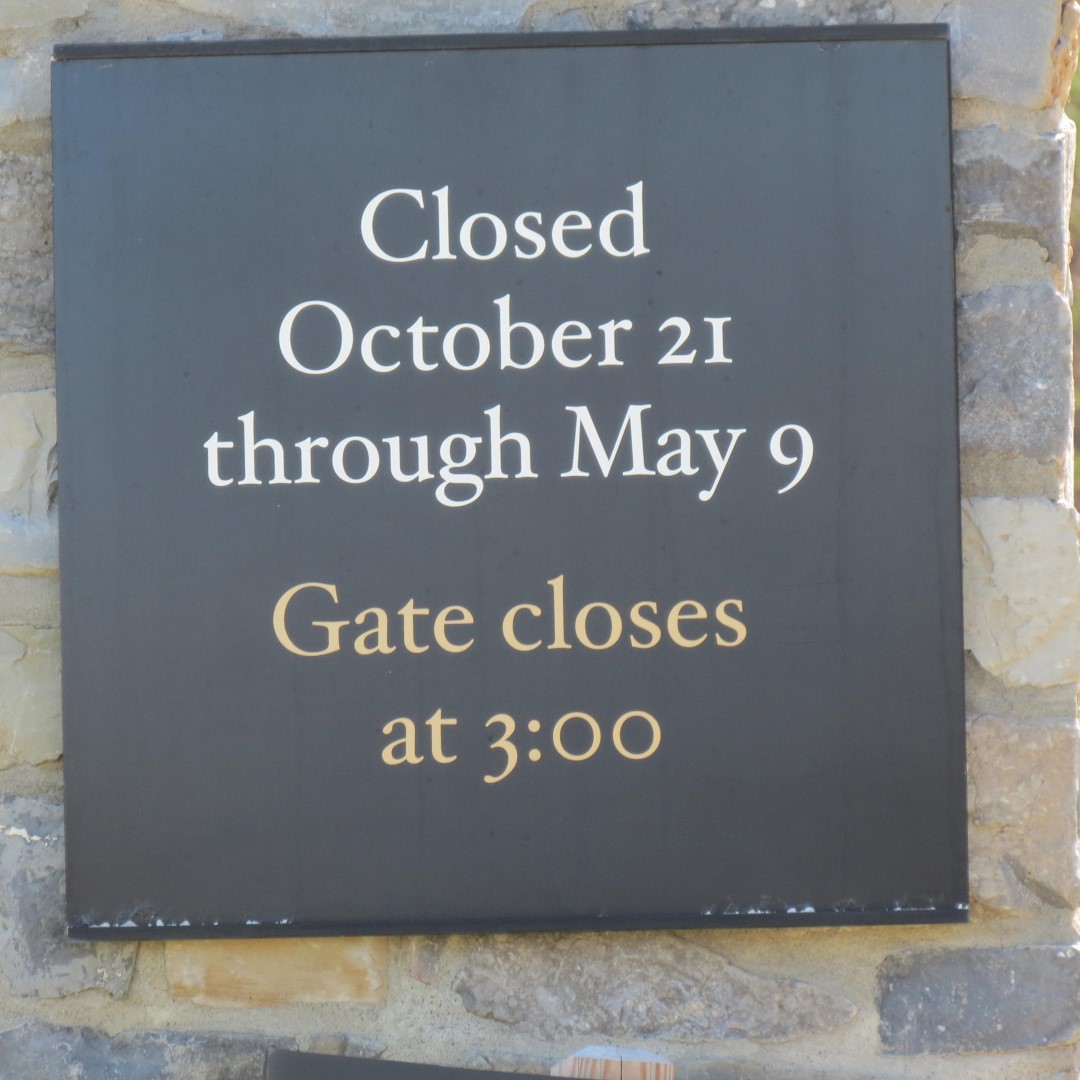 Closed
October 21
through May 9
Gate closes
at 3:00